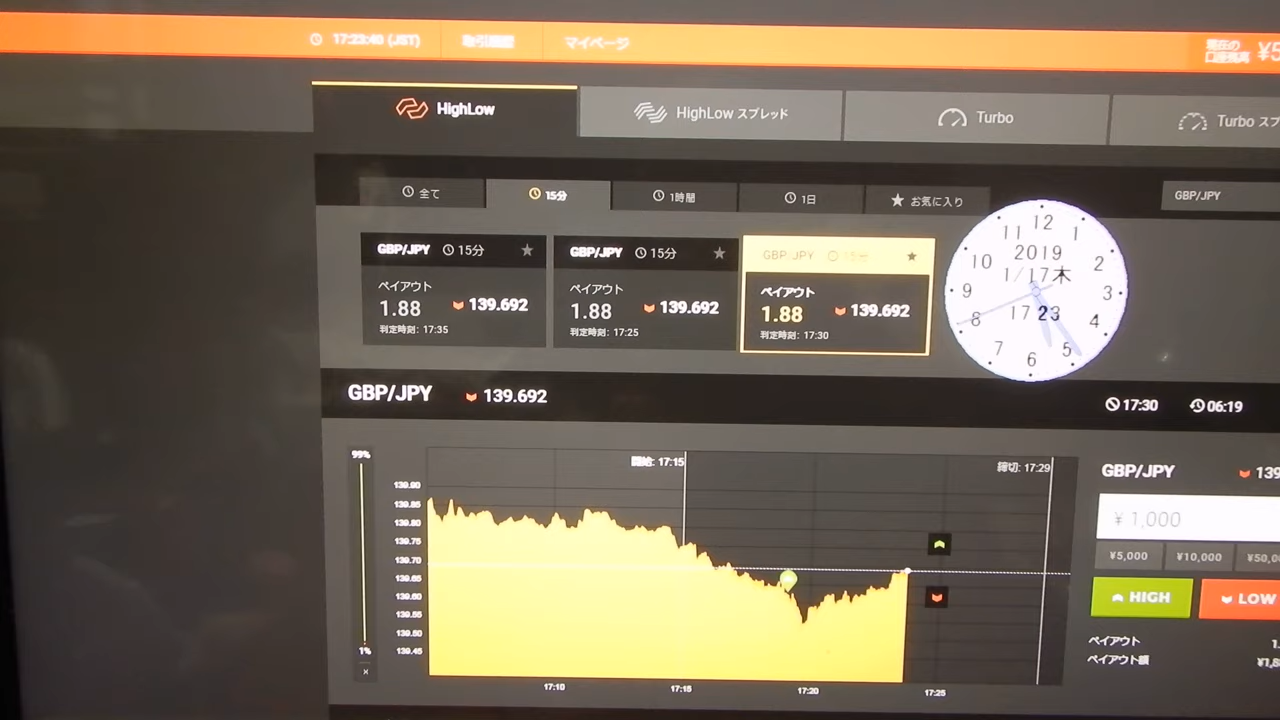 17:23:40 (JST)
取引履歴
マイページ
現在の
口座残高
¥5
HighLow
HighLow スプレッド
Turbo
Turbo スプ
全て
15分
1時間
1日
お気に入り
GBP/JPY
GBP/JPY 15分
ペイアウト
1.88 139.692
判定時刻: 17:35
GBP/JPY 15分
ペイアウト
1.88 139.692
判定時刻: 17:25
GBP/JPY 15分
ペイアウト
1.88 139.692
判定時刻: 17:30
12
1
2
3
4
5
6
7
8
9
10
11
2019
1/17木
17 23
GBP/JPY 139.692
17:30
06:19
99%
1%
×
開始: 17:15
締切: 17:29
139.90
139.85
139.80
139.75
139.70
139.65
139.60
139.55
139.50
139.45
17:10
17:15
17:20
17:25
GBP/JPY
139
¥ 1,000
¥5,000
¥10,000
¥50,0
HIGH
LOW
ペイアウト
1.
ペイアウト額
¥1,8